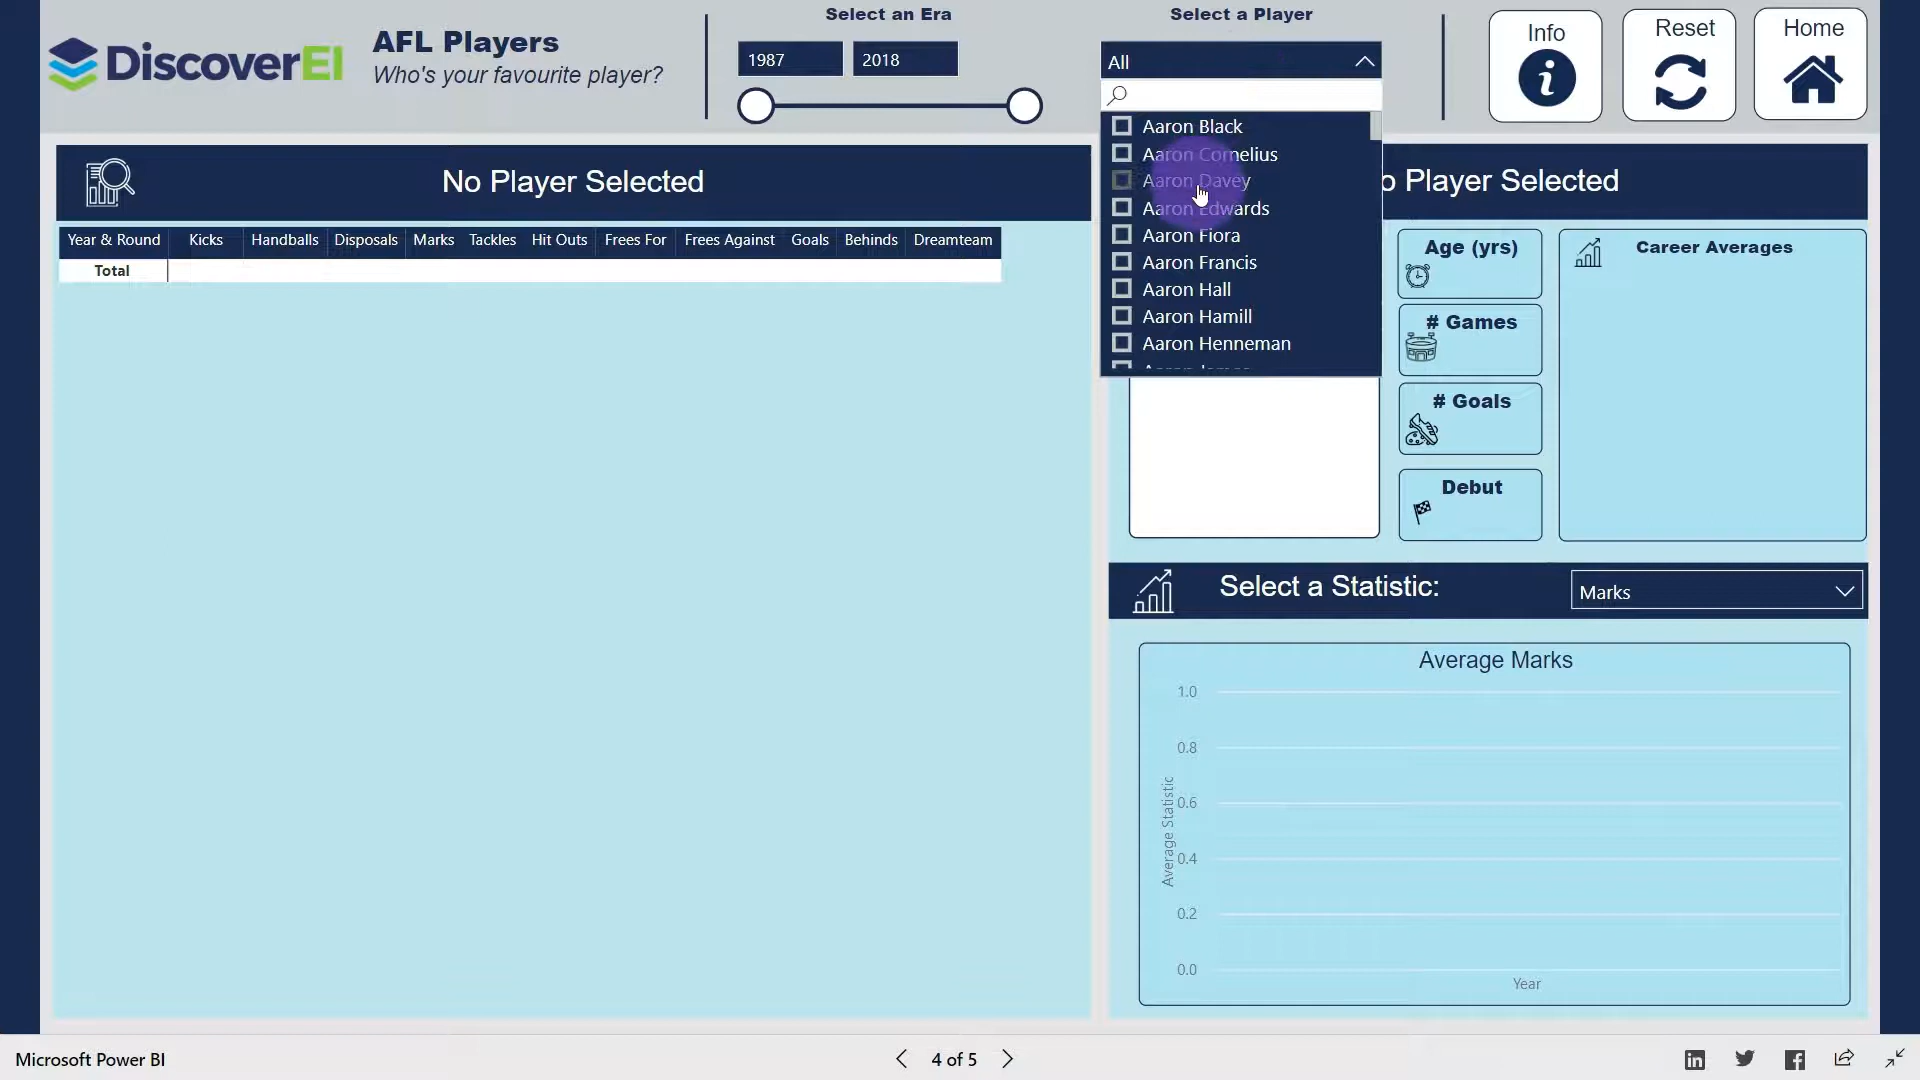 DiscoverEI
AFL Players
Who's your favourite player?
Select an Era
1987
2018
Select a Player
All
Aaron Black
Aaron Cornelius
Aaron Davey
Aaron Edwards
Aaron Fiora
Aaron Francis
Aaron Hall
Aaron Hamill
Aaron Henneman
Info
Reset
Home
No Player Selected
Year & Round Kicks Handballs Disposals Marks Tackles Hit Outs Frees For Frees Against Goals Behinds Dreamteam
Total
o Player Selected
Age (yrs)
# Games
# Goals
Debut
Career Averages
Select a Statistic:
Marks
Average Marks
1.0
0.8
0.6
0.4
0.2
0.0
Average Statistic
Year
Microsoft Power BI
4 of 5